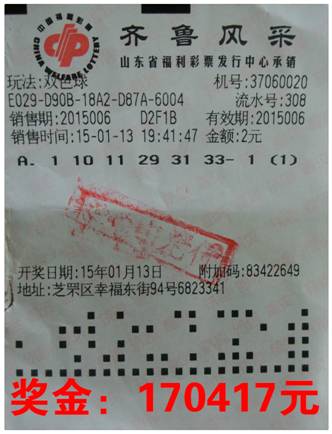 中国福利彩票
CHINA WELFARE LOTTERY
齐鲁风采
山东省福利彩票发行中心承销
玩法:双色球 机号:37060020
E029-D90B-18A2-D87A-6004 流水号:308
销售期:2015006 D2F1B 有效期:2015006
销售时间:15-01-13 19:41:47 金额:2元
A. 1 10 11 29 31 33- 1 (1)
开奖日期:15年01月13日 附加码:83422649
地址:芝罘区幸福东街94号6823341
奖金：170417元